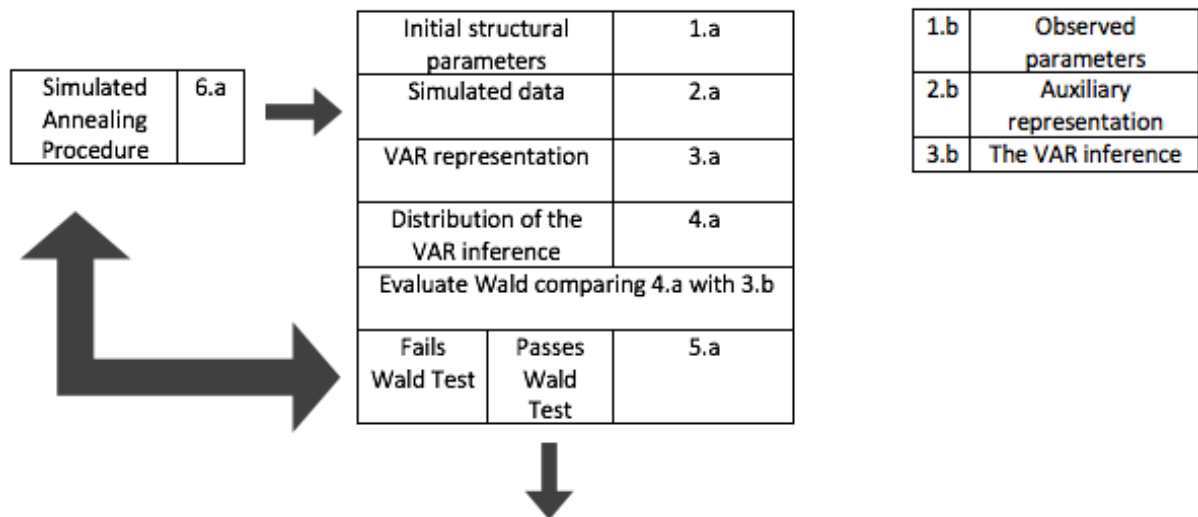 Simulated 6.a
Annealing
Procedure
Initial structural 1.a
parameters
Simulated data 2.a
VAR representation 3.a
Distribution of the 4.a
VAR inference
Evaluate Wald comparing 4.a with 3.b
Fails Passes 5.a
Wald Test Wald
Test
1.b Observed
parameters
2.b Auxiliary
representation
3.b The VAR inference